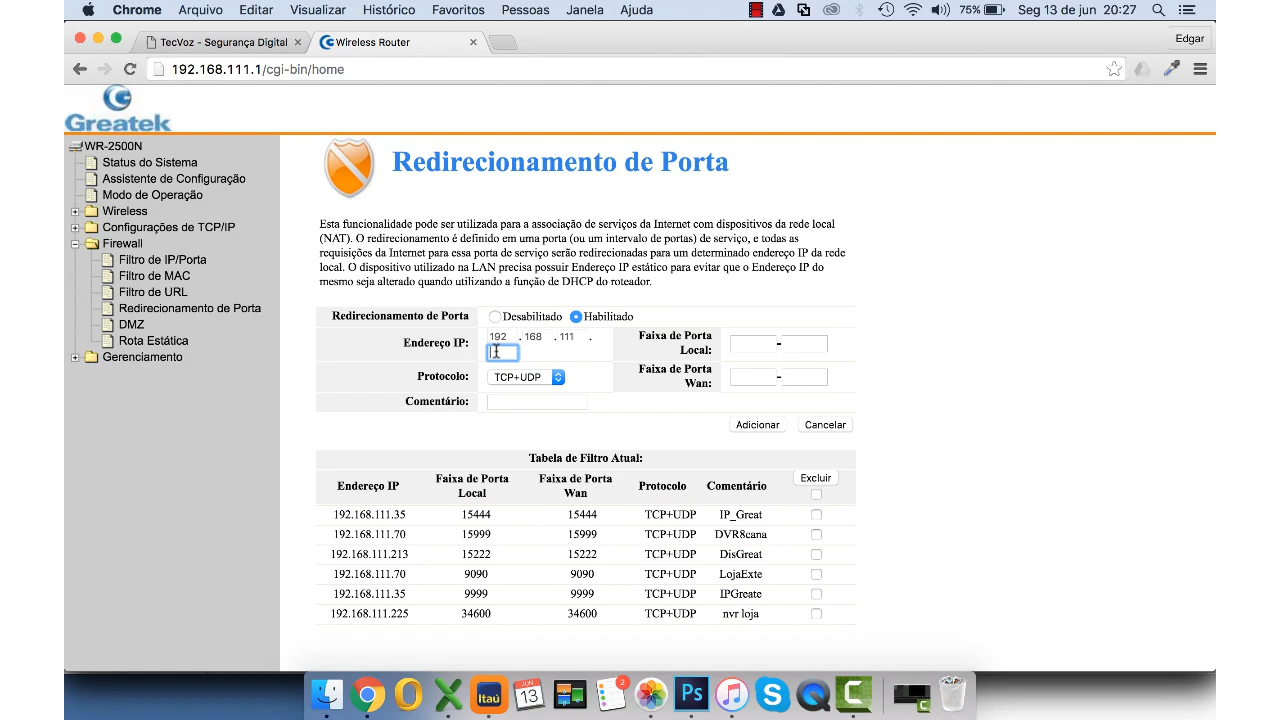 Chrome Arquivo Editar Visualizar Histórico Favoritos Pessoas Janela Ajuda 75% Seg 13 de jun 20:27
TecVoz - Segurança Digital × Wireless Router × Edgar
192.168.111.1/cgi-bin/home
Greatek
WR-2500N
Status do Sistema
Assistente de Configuração
Modo de Operação
Wireless
Configurações de TCP/IP
Firewall
Filtro de IP/Porta
Filtro de MAC
Filtro de URL
Redirecionamento de Porta
DMZ
Rota Estática
Gerenciamento
Redirecionamento de Porta
Esta funcionalidade pode ser utilizada para a associação de serviços da Internet com dispositivos da rede local
(NAT). O redirecionamento é definido em uma porta (ou um intervalo de portas) de serviço, e todas as
requisições da Internet para essa porta de serviço serão redirecionadas para um determinado endereço IP da rede
local. O dispositivo utilizado na LAN precisa possuir Endereço IP estático para evitar que o Endereço IP do
mesmo seja alterado quando utilizando a função de DHCP do roteador.
Redirecionamento de Porta Desabilitado Habilitado
Endereço IP: 192 . 168 . 111 . Faixa de Porta
Local: -
Protocolo: TCP+UDP Faixa de Porta
Wan: -
Comentário:
Adicionar Cancelar
Tabela de Filtro Atual:
Endereço IP Faixa de Porta Local Faixa de Porta Wan Protocolo Comentário Excluir
192.168.111.35 15444 15444 TCP+UDP IP_Great
192.168.111.70 15999 15999 TCP+UDP DVR8cana
192.168.111.213 15222 15222 TCP+UDP DisGreat
192.168.111.70 9090 9090 TCP+UDP LojaExte
192.168.111.35 9999 9999 TCP+UDP IPGreate
192.168.111.225 34600 34600 TCP+UDP nvr loja
Itaú JUN 13 2 Ps